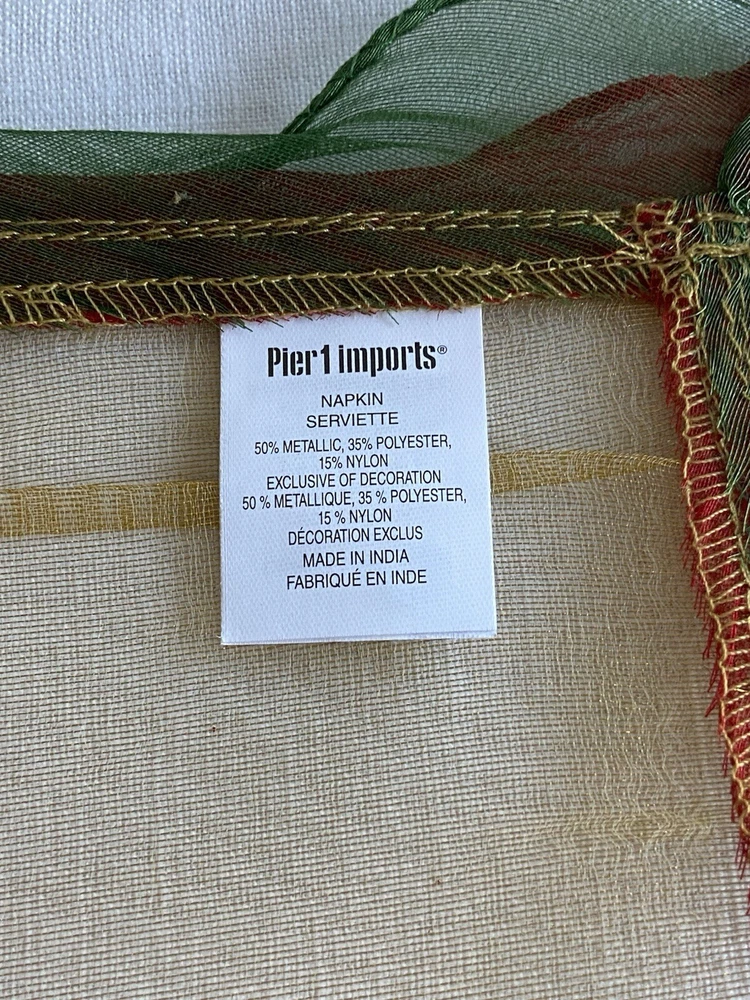 Pier1 imports®
NAPKIN
SERVIETTE
50% METALLIC, 35% POLYESTER,
15% NYLON
EXCLUSIVE OF DECORATION
50 % METALLIQUE, 35 % POLYESTER,
15 % NYLON
DÉCORATION EXCLUS
MADE IN INDIA
FABRIQUÉ EN INDE